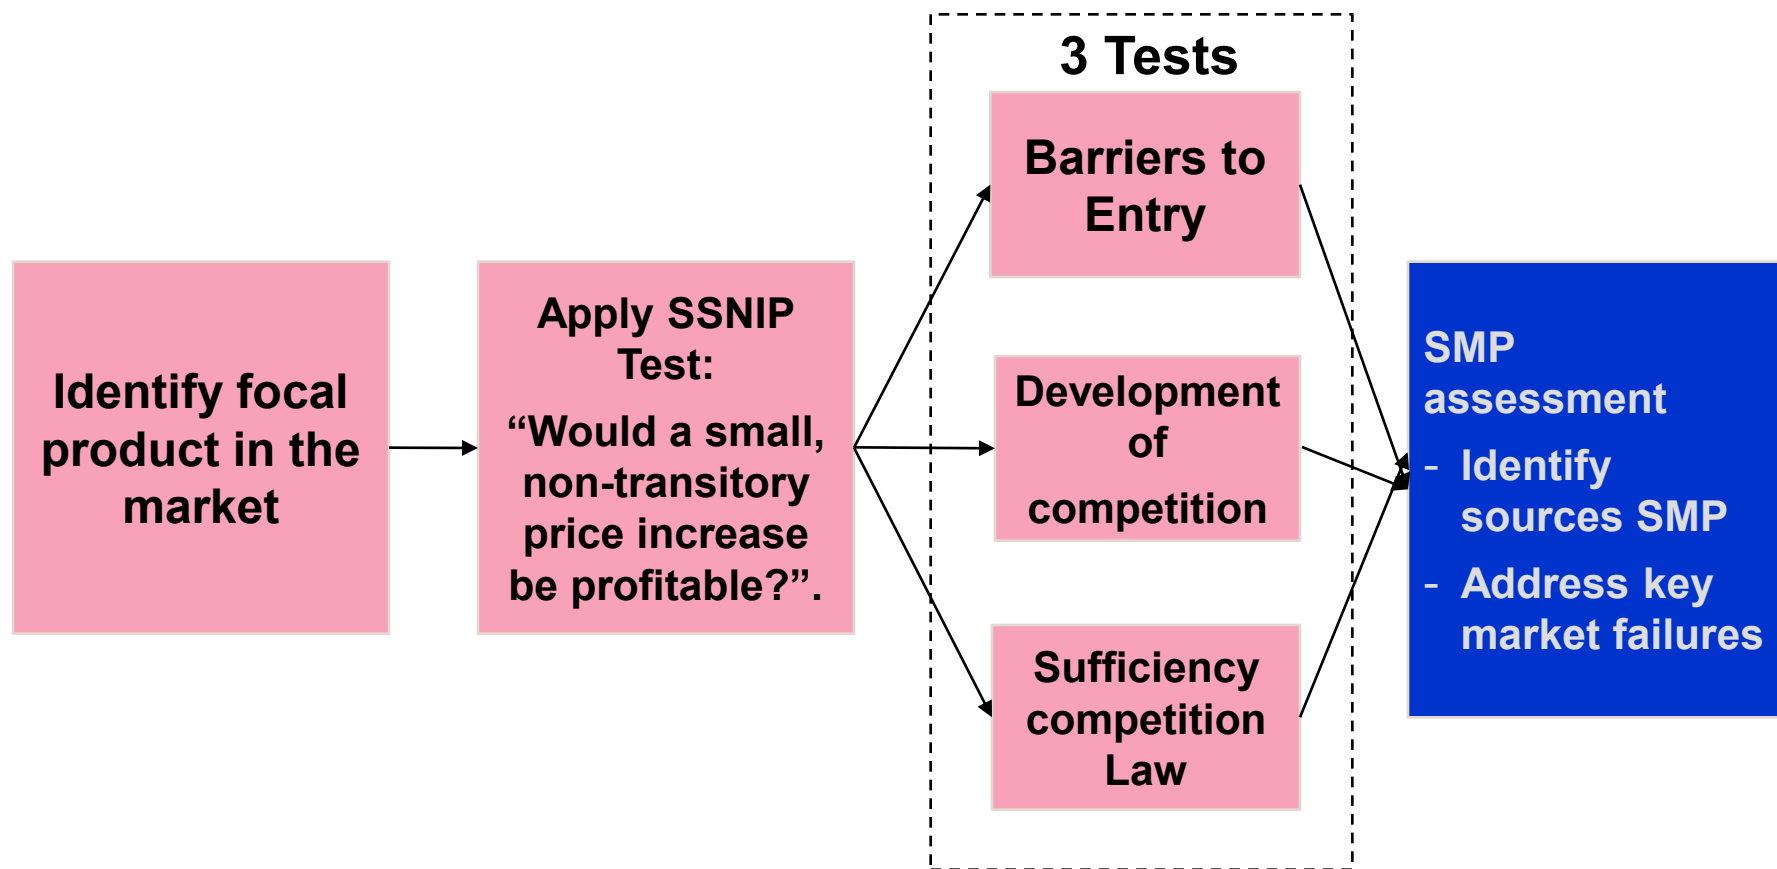 3 Tests
Identify focal
product in the
market
Apply SSNIP
Test:
“Would a small,
non-transitory
price increase
be profitable?”.
Barriers to
Entry
Development
of
competition
Sufficiency
competition
Law
SMP
assessment
- Identify
sources SMP
- Address key
market failures